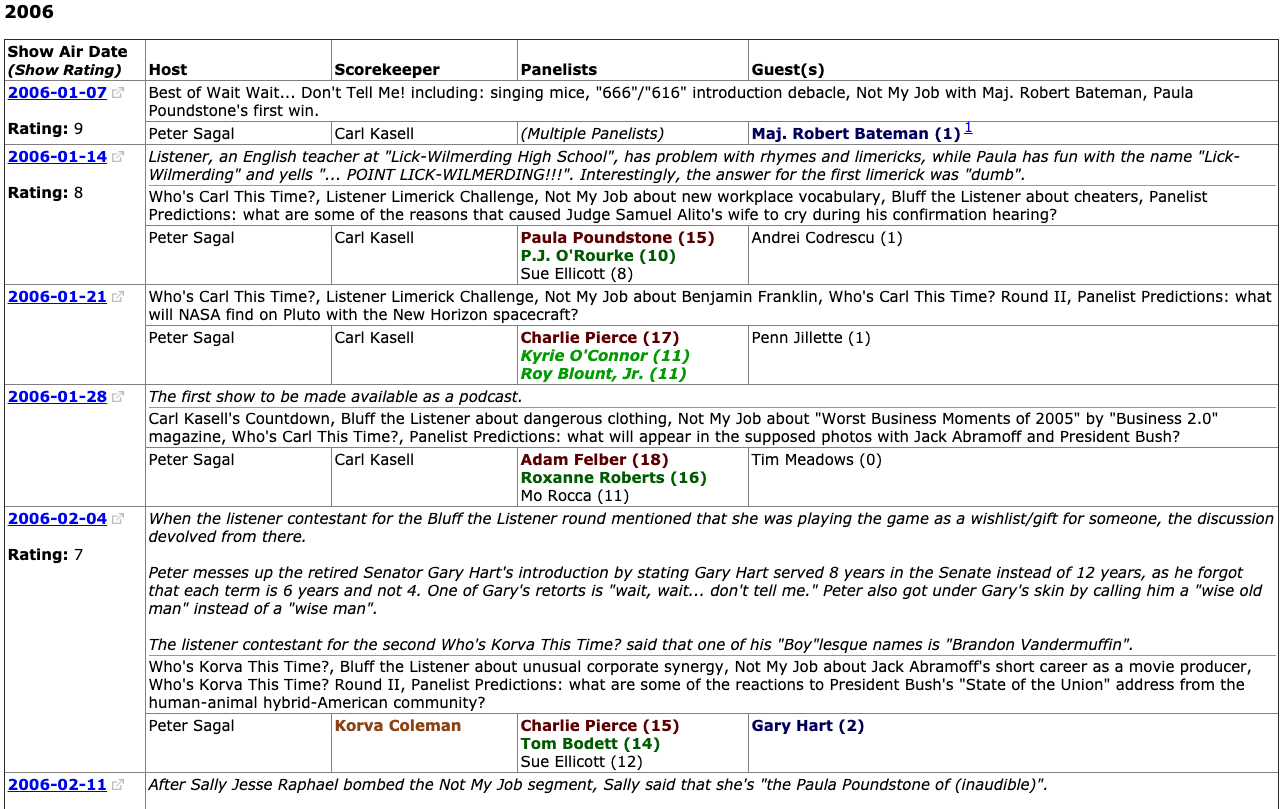 2006
Show Air Date
(Show Rating)
Host
Scorekeeper
Panelists
Guest(s)
2006-01-07
Rating: 9
Best of Wait Wait... Don't Tell Me! including: singing mice, "666"/"616" introduction debacle, Not My Job with Maj. Robert Bateman, Paula
Poundstone's first win.
Peter Sagal
Carl Kasell
(Multiple Panelists)
Maj. Robert Bateman (1) 1
2006-01-14
Rating: 8
Listener, an English teacher at "Lick-Wilmerding High School", has problem with rhymes and limericks, while Paula has fun with the name "Lick-
Wilmerding" and yells "... POINT LICK-WILMERDING!!!". Interestingly, the answer for the first limerick was "dumb".
Who's Carl This Time?, Listener Limerick Challenge, Not My Job about new workplace vocabulary, Bluff the Listener about cheaters, Panelist
Predictions: what are some of the reasons that caused Judge Samuel Alito's wife to cry during his confirmation hearing?
Peter Sagal
Carl Kasell
Paula Poundstone (15)
P.J. O'Rourke (10)
Sue Ellicott (8)
Andrei Codrescu (1)
2006-01-21
Who's Carl This Time?, Listener Limerick Challenge, Not My Job about Benjamin Franklin, Who's Carl This Time? Round II, Panelist Predictions: what
will NASA find on Pluto with the New Horizon spacecraft?
Peter Sagal
Carl Kasell
Charlie Pierce (17)
Kyrie O'Connor (11)
Roy Blount, Jr. (11)
Penn Jillette (1)
2006-01-28
The first show to be made available as a podcast.
Carl Kasell's Countdown, Bluff the Listener about dangerous clothing, Not My Job about "Worst Business Moments of 2005" by "Business 2.0"
magazine, Who's Carl This Time?, Panelist Predictions: what will appear in the supposed photos with Jack Abramoff and President Bush?
Peter Sagal
Carl Kasell
Adam Felber (18)
Roxanne Roberts (16)
Mo Rocca (11)
Tim Meadows (0)
2006-02-04
Rating: 7
When the listener contestant for the Bluff the Listener round mentioned that she was playing the game as a wishlist/gift for someone, the discussion
devolved from there.
Peter messes up the retired Senator Gary Hart's introduction by stating Gary Hart served 8 years in the Senate instead of 12 years, as he forgot
that each term is 6 years and not 4. One of Gary's retorts is "wait, wait... don't tell me." Peter also got under Gary's skin by calling him a "wise old
man" instead of a "wise man".
The listener contestant for the second Who's Korva This Time? said that one of his "Boy"lesque names is "Brandon Vandermuffin".
Who's Korva This Time?, Bluff the Listener about unusual corporate synergy, Not My Job about Jack Abramoff's short career as a movie producer,
Who's Korva This Time? Round II, Panelist Predictions: what are some of the reactions to President Bush's "State of the Union" address from the
human-animal hybrid-American community?
Peter Sagal
Korva Coleman
Charlie Pierce (15)
Tom Bodett (14)
Sue Ellicott (12)
Gary Hart (2)
2006-02-11
After Sally Jesse Raphael bombed the Not My Job segment, Sally said that she's "the Paula Poundstone of (inaudible)".